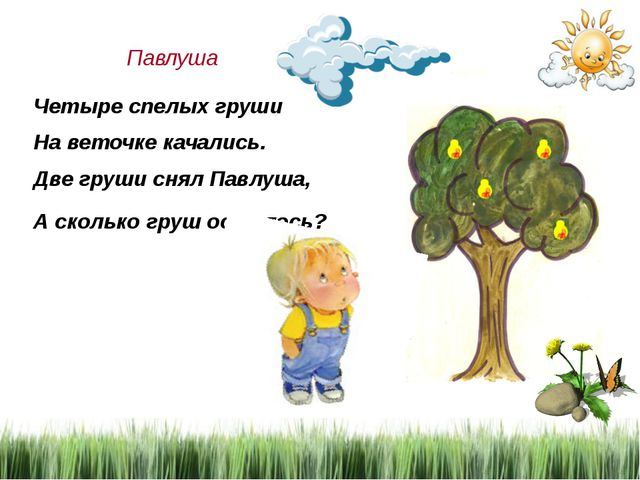 Павлуша
Четыре спелых груши
На веточке качались.
Две груши снял Павлуша,
А сколько груш